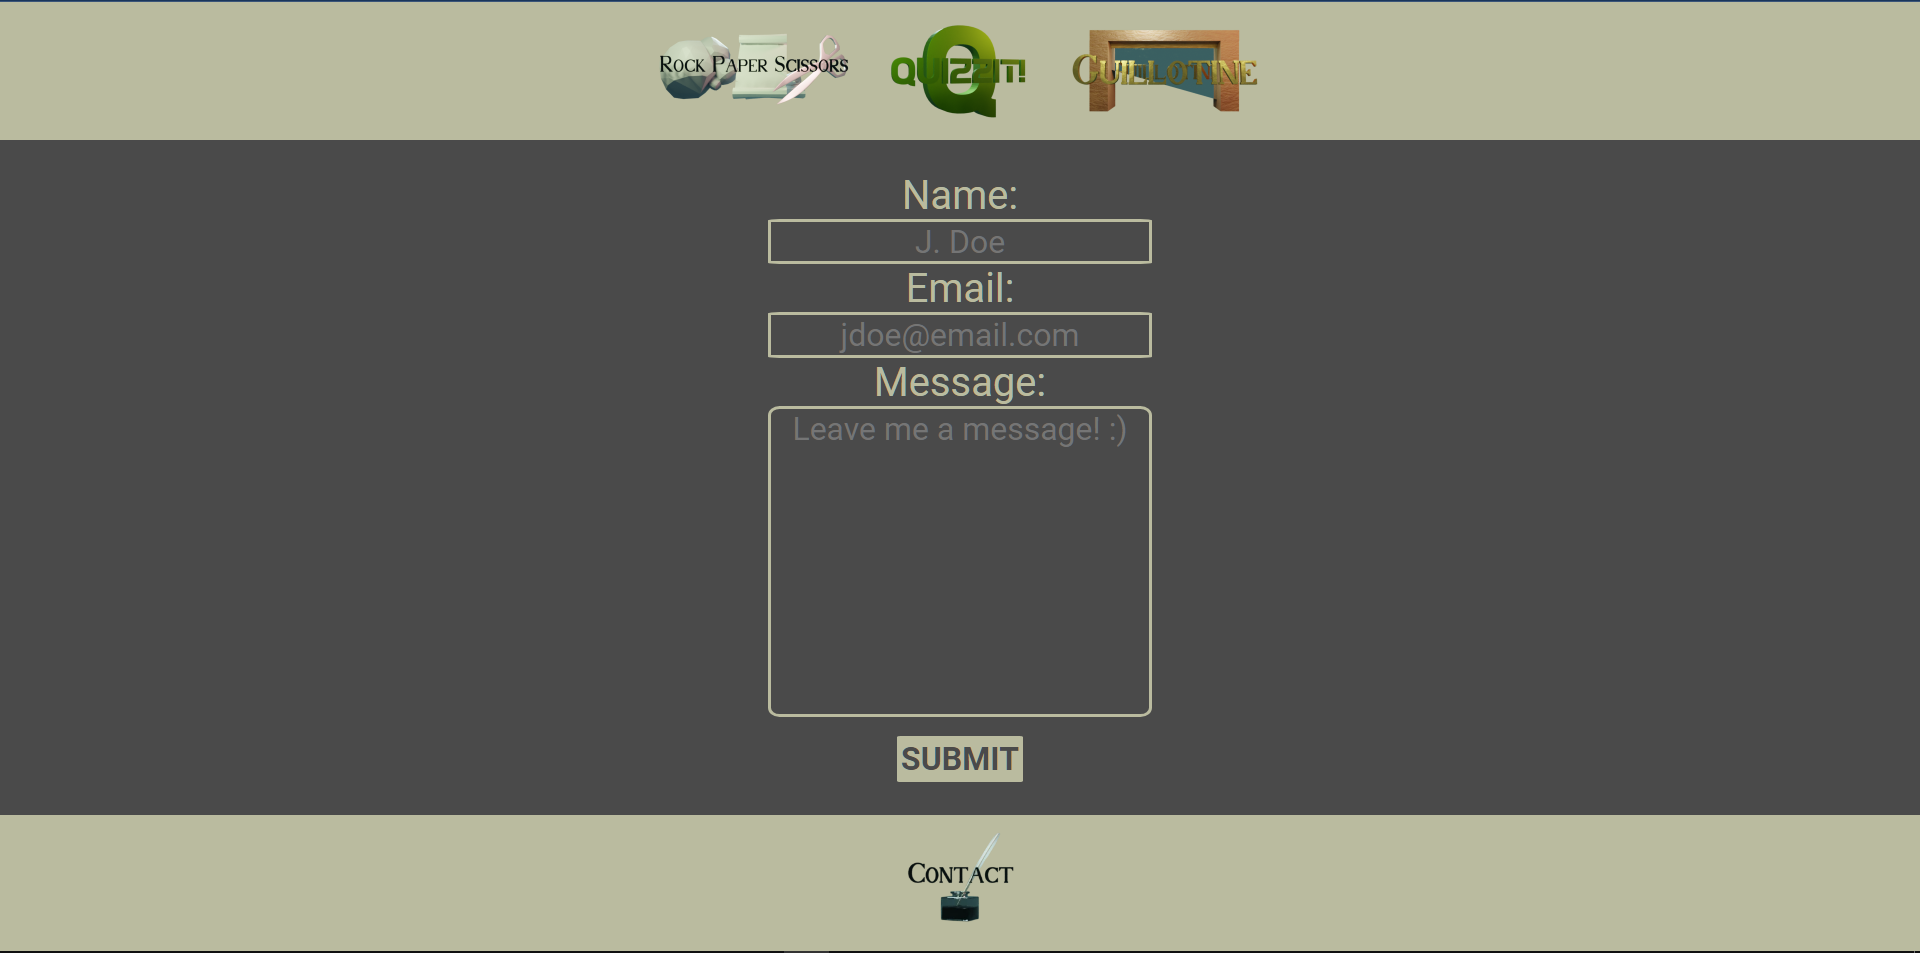 Rock Paper Scissors
QUIZZIT!
Guillotine
Name:
J. Doe
Email:
jdoe@email.com
Message:
Leave me a message! :)
SUBMIT
Contact